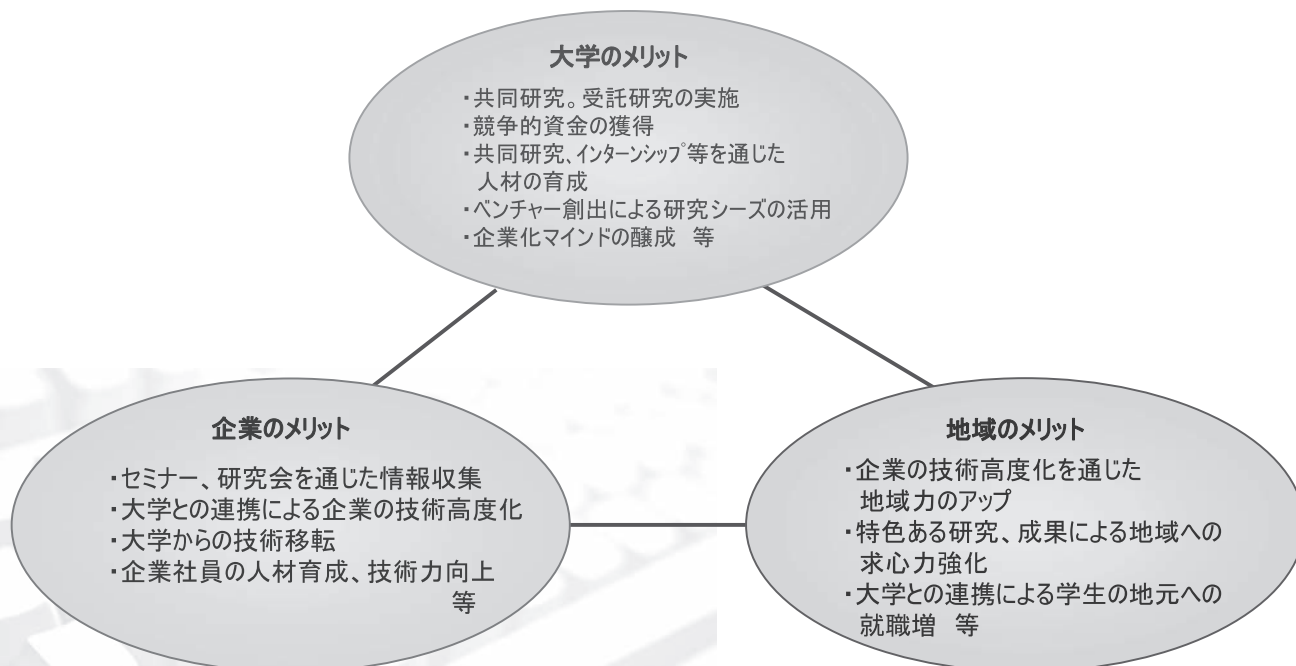 大学のメリット
・共同研究。受託研究の実施
・競争的資金の獲得
・共同研究、インターンシップ等を通じた
人材の育成
・ベンチャー創出による研究シーズの活用
・企業化マインドの醸成　等
企業のメリット
・セミナー、研究会を通じた情報収集
・大学との連携による企業の技術高度化
・大学からの技術移転
・企業社員の人材育成、技術力向上
等
地域のメリット
・企業の技術高度化を通じた
地域力のアップ
・特色ある研究、成果による地域への
求心力強化
・大学との連携による学生の地元への
就職増　等